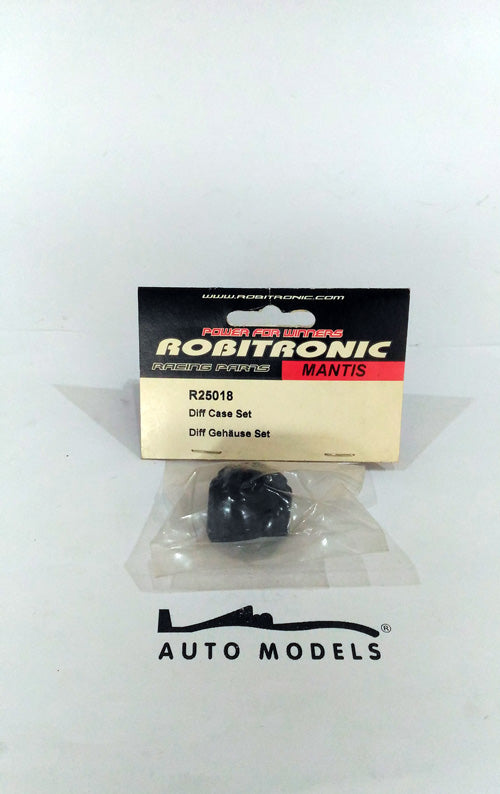 WWW.ROBITRONIC.COM
POWER FOR WINNERS
ROBITRONIC
RACING PARTS MANTIS
R25018
Diff Case Set
Diff Gehäuse Set
®
AUTO MODELS